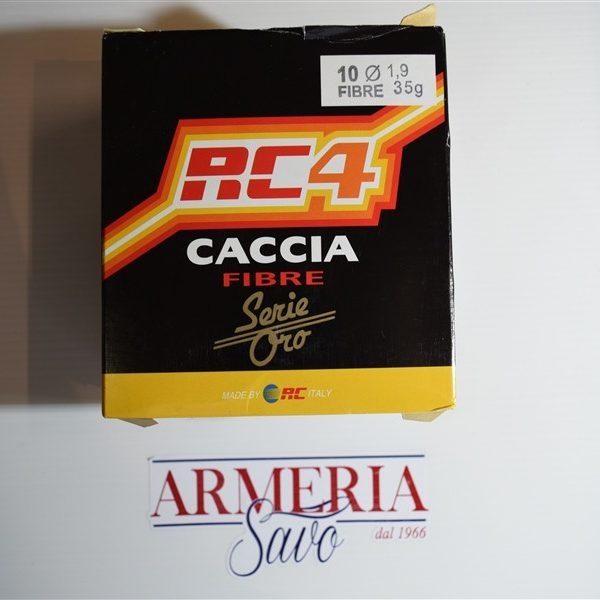 10 Ø 1,9
FIBRE 35g
RC4
CACCIA
FIBRE
Serie
Oro
MADE BY RC ITALY
ARMERIA
Savo
dal 1966